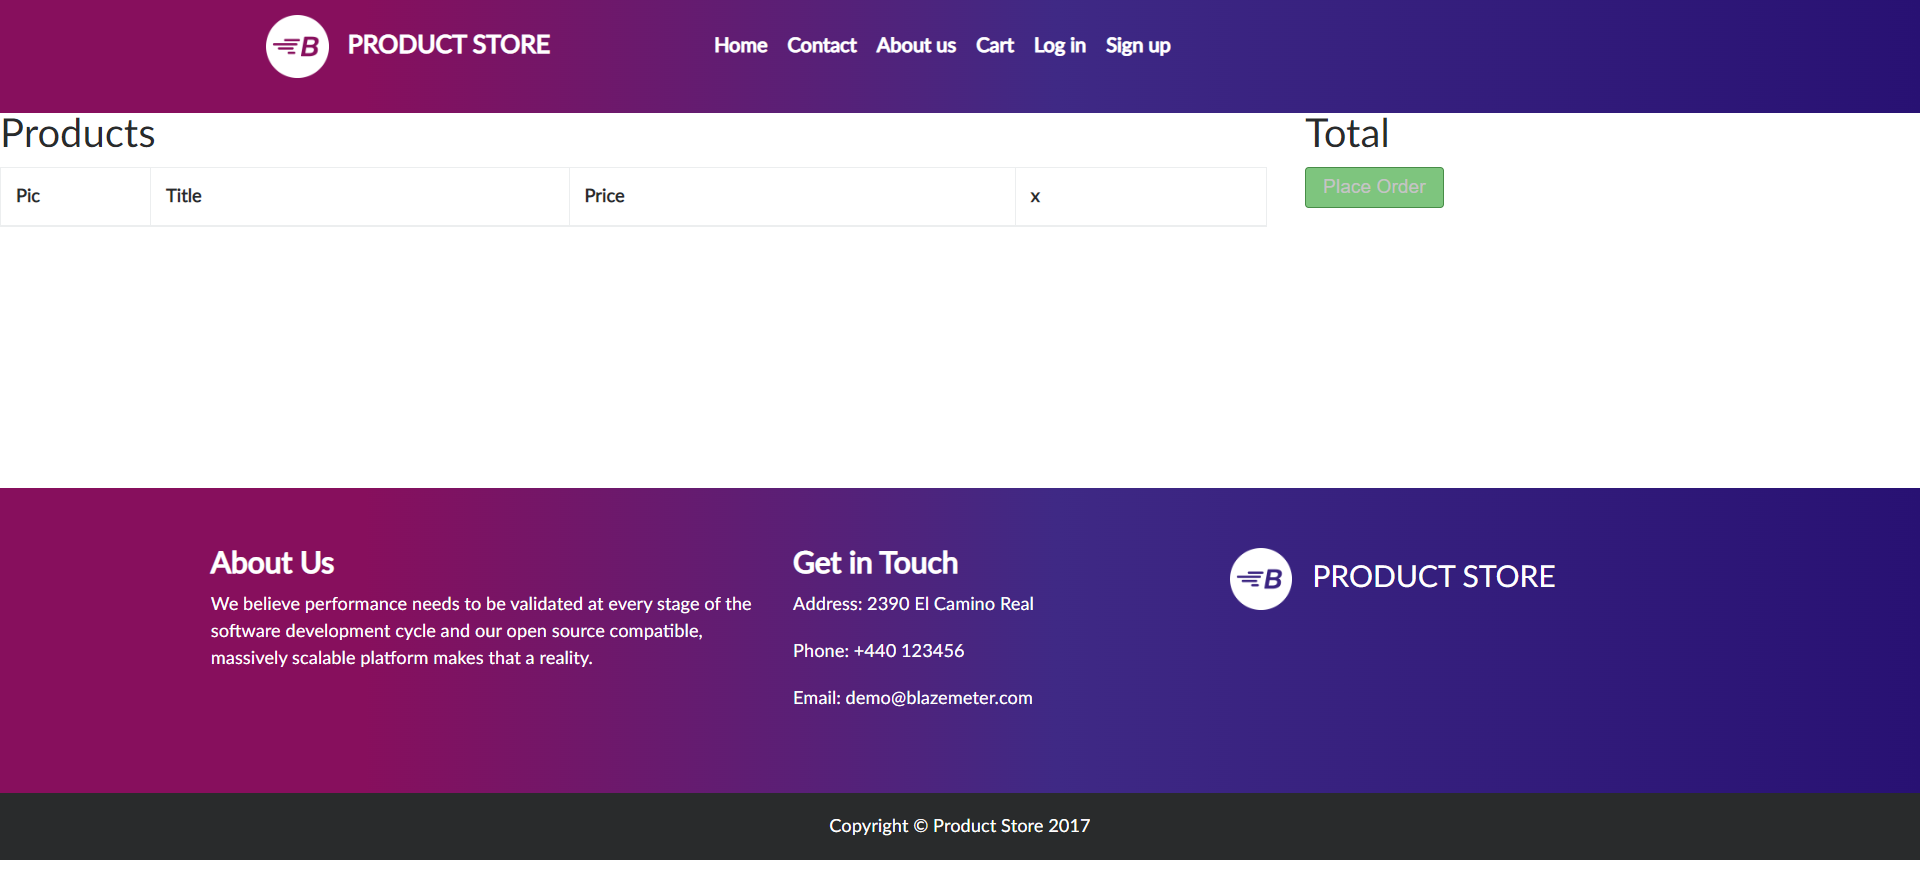 B PRODUCT STORE
Home Contact About us Cart Log in Sign up
Products
Total
Pic Title Price x
Place Order
About Us
We believe performance needs to be validated at every stage of the
software development cycle and our open source compatible,
massively scalable platform makes that a reality.
Get in Touch
Address: 2390 El Camino Real
Phone: +440 123456
Email: demo@blazemeter.com
B PRODUCT STORE
Copyright © Product Store 2017